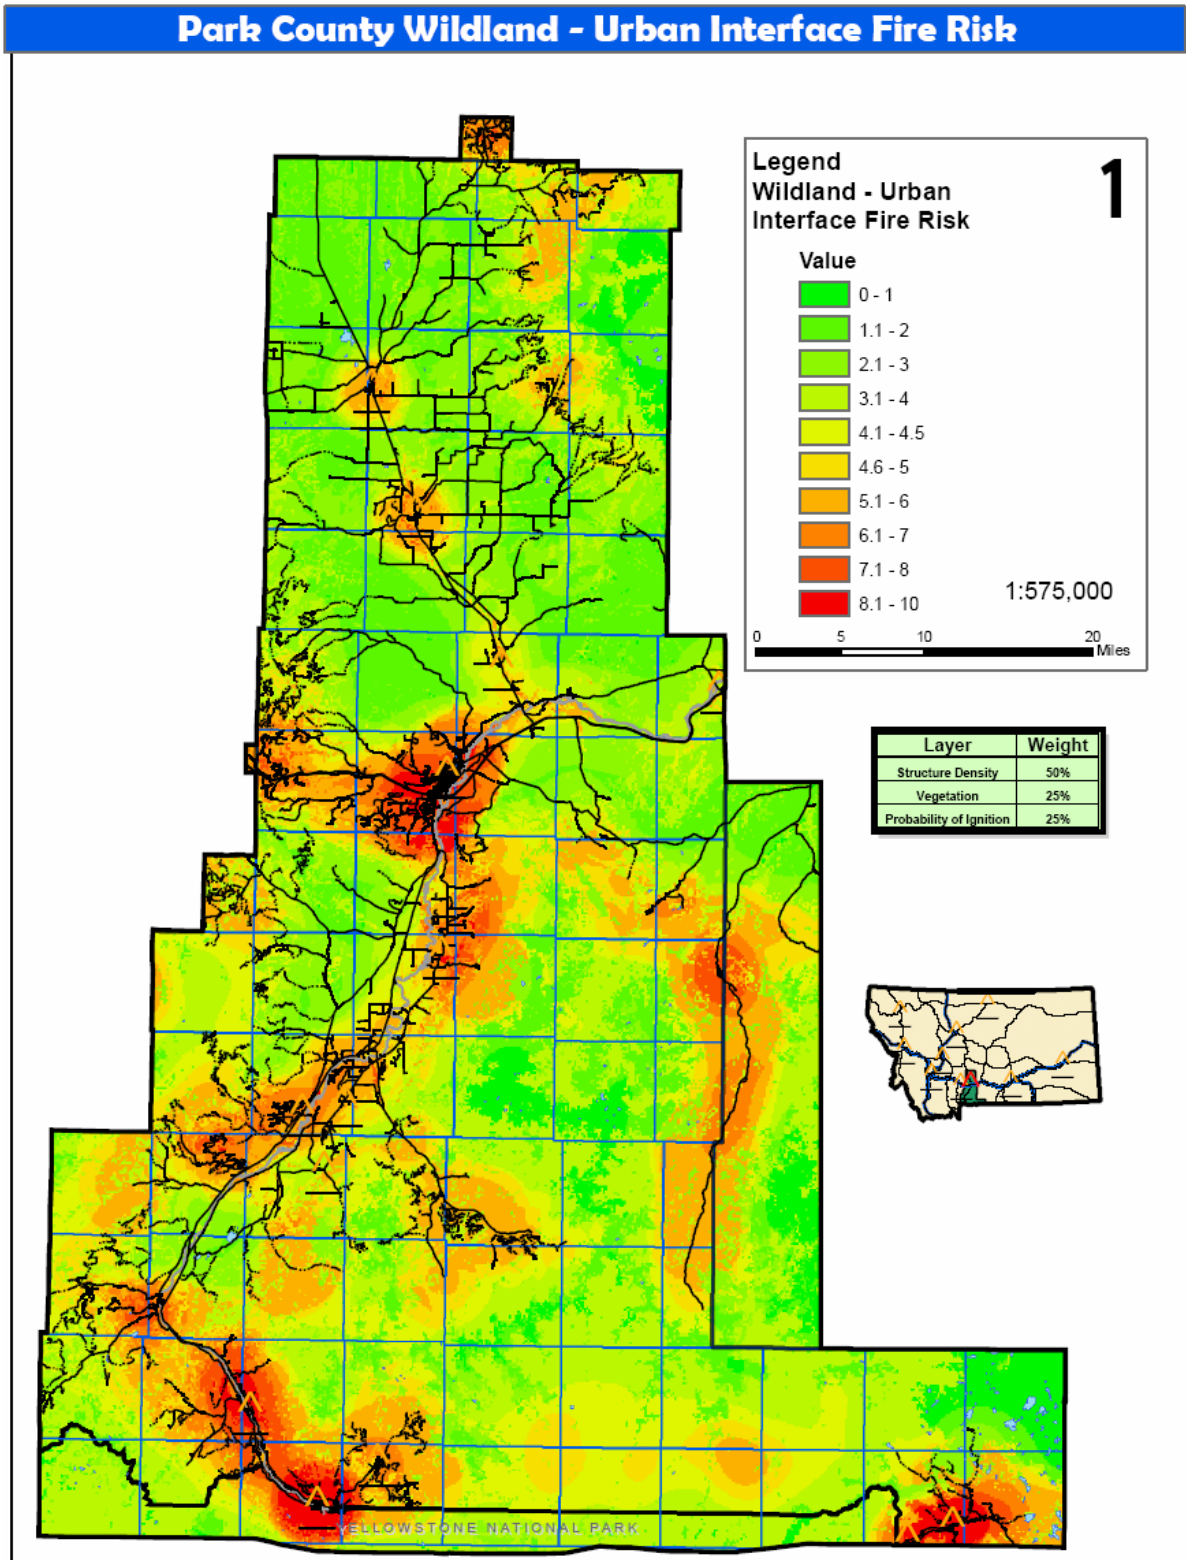 Park County Wildland - Urban Interface Fire Risk
Legend
1
Wildland - Urban
Interface Fire Risk
Value
0 - 1
1.1 - 2
2.1 - 3
3.1 - 4
4.1 - 4.5
4.6 - 5
5.1 - 6
6.1 - 7
7.1 - 8
8.1 - 10
1:575,000
0 5 10 20
Miles
Layer Weight
Structure Density 50%
Vegetation 25%
Probability of Ignition 25%
YELLOWSTONE NATIONAL PARK